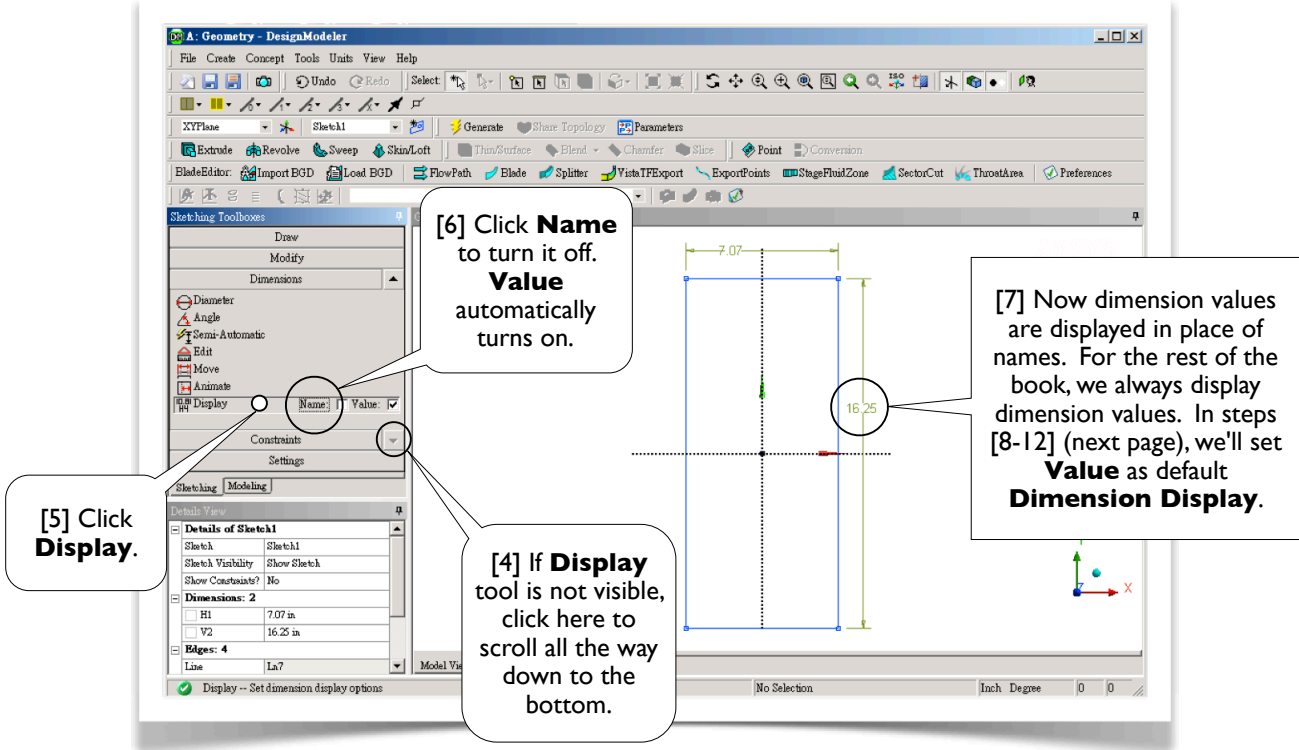 A: Geometry - DesignModeler
File Create Concept Tools Units View Help
Undo Redo Select: ISO
XYPlane Sketch1 Generate Share Topology Parameters
Extrude Revolve Sweep Skin/Loft Thin/Surface Blend Chamfer Slice Point Conversion
BladeEditor: Import BGD Load BGD FlowPath Blade Splitter VistaTFExport ExportPoints StageFluidZone SectorCut ThroatArea Preferences
Sketching Toolboxes
Draw
Modify
Dimensions
Diameter
Angle
Semi-Automatic
Edit
Move
Animate
Display Name: Value:
Constraints
Settings
Sketching Modeling
Details View
Details of Sketch1
Sketch Sketch1
Sketch Visibility Show Sketch
Show Constraints? No
Dimensions: 2
H1 7.07 in
V2 16.25 in
Edges: 4
Line Ln7
7.07
16.25
X
Z
Display -- Set dimension display options No Selection Inch Degree 0 0
[6] Click Name
to turn it off.
Value
automatically
turns on.
[7] Now dimension values
are displayed in place of
names. For the rest of the
book, we always display
dimension values. In steps
[8-12] (next page), we'll set
Value as default
Dimension Display.
[5] Click
Display.
[4] If Display
tool is not visible,
click here to
scroll all the way
down to the
bottom.